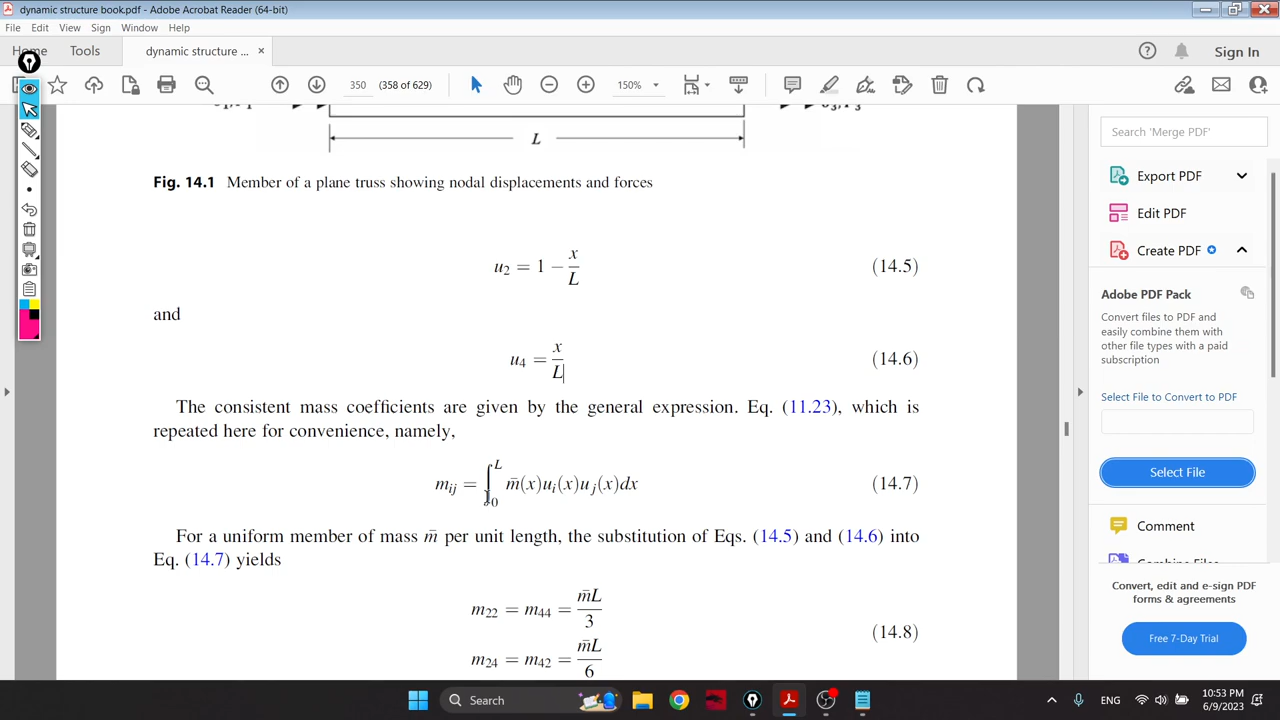 dynamic structure book.pdf - Adobe Acrobat Reader (64-bit)
File Edit View Sign Window Help
Home Tools dynamic structure ... ×
350 (358 of 629) 150%
Sign In
L
Fig. 14.1 Member of a plane truss showing nodal displacements and forces
u₂ = 1 − x/L (14.5)
and
u₄ = x/L (14.6)
The consistent mass coefficients are given by the general expression. Eq. (11.23), which is
repeated here for convenience, namely,
mᵢⱼ = ∫₀ᴸ m̄(x)uᵢ(x)uⱼ(x)dx (14.7)
For a uniform member of mass m̄ per unit length, the substitution of Eqs. (14.5) and (14.6) into
Eq. (14.7) yields
m₂₂ = m₄₄ = m̄L/3
(14.8)
m₂₄ = m₄₂ = m̄L/6
Search 'Merge PDF'
Export PDF
Edit PDF
Create PDF
Adobe PDF Pack
Convert files to PDF and
easily combine them with
other file types with a paid
subscription
Select File to Convert to PDF
Select File
Comment
Combine Files
Convert, edit and e-sign PDF
forms & agreements
Free 7-Day Trial
Search
ENG
10:53 PM
6/9/2023